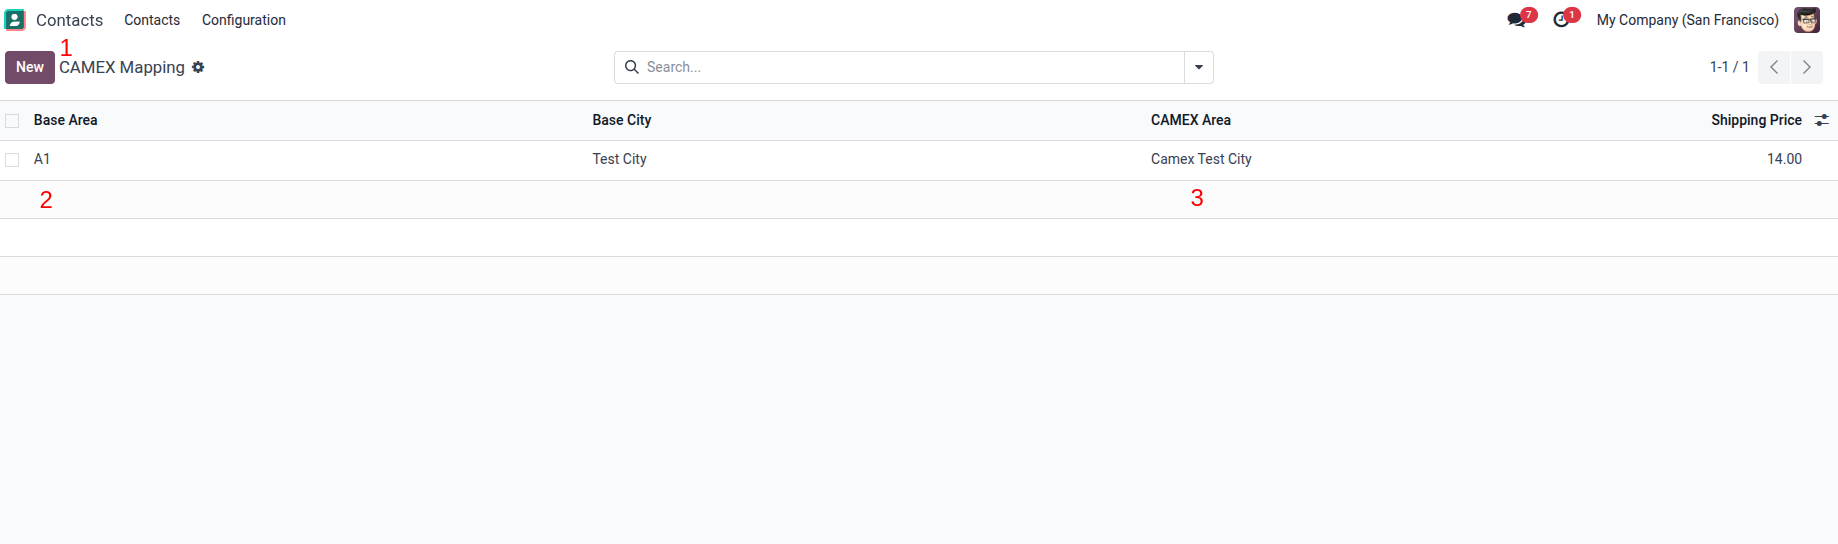 Contacts Contacts Configuration 7 1 My Company (San Francisco)
1
New CAMEX Mapping Search... 1-1 / 1
Base Area Base City CAMEX Area Shipping Price
A1 Test City Camex Test City 14.00
2 3